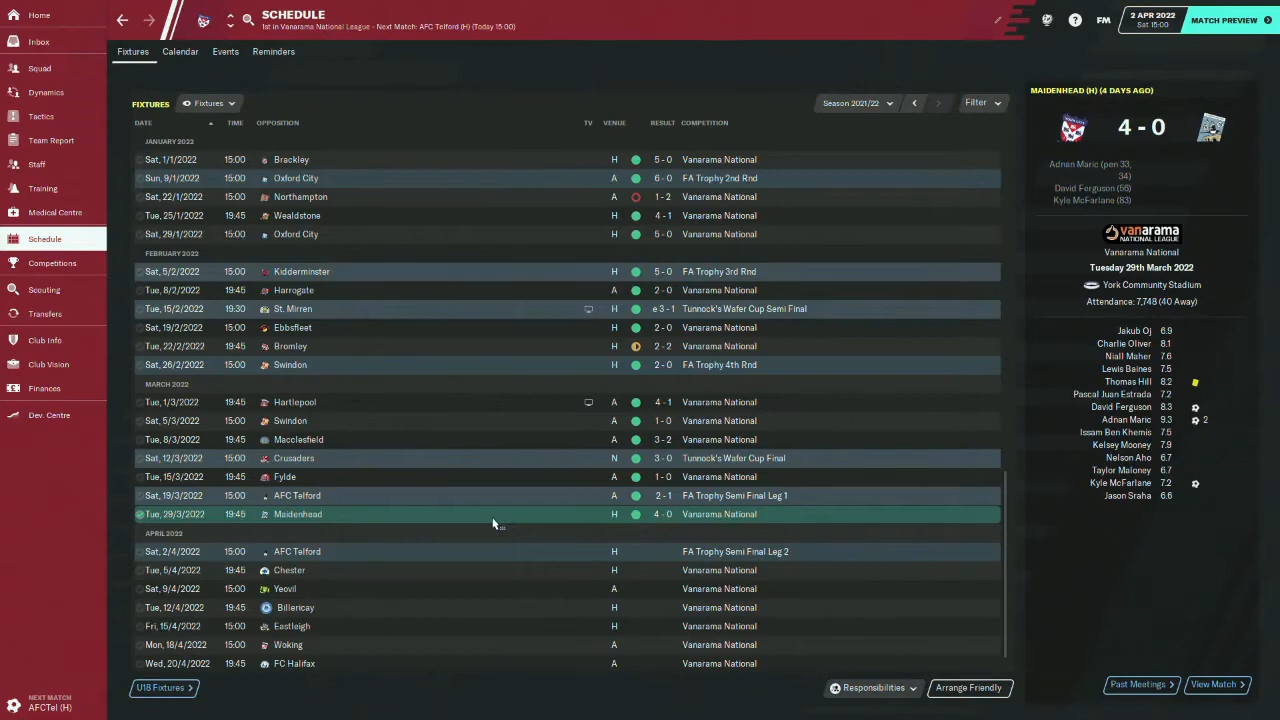 Home
Inbox
Squad
Dynamics
Tactics
Team Report
Staff
Training
Medical Centre
Schedule
Competitions
Scouting
Transfers
Club Info
Club Vision
Finances
Dev. Centre
NEXT MATCH
AFCTel (H)
SCHEDULE
1st in Vanarama National League - Next Match: AFC Telford (H) (Today 15:00)
FM
2 APR 2022
Sat 15:00
MATCH PREVIEW
Fixtures Calendar Events Reminders
FIXTURES Fixtures Season 2021/22 Filter
DATE TIME OPPOSITION TV VENUE RESULT COMPETITION
JANUARY 2022
Sat, 1/1/2022 15:00 Brackley H 5 - 0 Vanarama National
Sun, 9/1/2022 15:00 Oxford City A 6 - 0 FA Trophy 2nd Rnd
Sat, 22/1/2022 15:00 Northampton A 1 - 2 Vanarama National
Tue, 25/1/2022 19:45 Wealdstone H 4 - 1 Vanarama National
Sat, 29/1/2022 15:00 Oxford City A 5 - 0 Vanarama National
FEBRUARY 2022
Sat, 5/2/2022 15:00 Kidderminster H 5 - 0 FA Trophy 3rd Rnd
Tue, 8/2/2022 19:45 Harrogate A 2 - 0 Vanarama National
Tue, 15/2/2022 19:30 St. Mirren H e 3 - 1 Tunnock's Wafer Cup Semi Final
Sat, 19/2/2022 15:00 Ebbsfleet H 2 - 0 Vanarama National
Tue, 22/2/2022 19:45 Bromley H 2 - 2 Vanarama National
Sat, 26/2/2022 15:00 Swindon H 2 - 0 FA Trophy 4th Rnd
MARCH 2022
Tue, 1/3/2022 19:45 Hartlepool A 4 - 1 Vanarama National
Sat, 5/3/2022 15:00 Swindon A 1 - 0 Vanarama National
Tue, 8/3/2022 19:45 Macclesfield A 3 - 2 Vanarama National
Sat, 12/3/2022 15:00 Crusaders N 3 - 0 Tunnock's Wafer Cup Final
Tue, 15/3/2022 19:45 Fylde A 1 - 0 Vanarama National
Sat, 19/3/2022 15:00 AFC Telford A 2 - 1 FA Trophy Semi Final Leg 1
Tue, 29/3/2022 19:45 Maidenhead H 4 - 0 Vanarama National
APRIL 2022
Sat, 2/4/2022 15:00 AFC Telford H FA Trophy Semi Final Leg 2
Tue, 5/4/2022 19:45 Chester H Vanarama National
Sat, 9/4/2022 15:00 Yeovil A Vanarama National
Tue, 12/4/2022 19:45 Billericay H Vanarama National
Fri, 15/4/2022 15:00 Eastleigh H Vanarama National
Mon, 18/4/2022 15:00 Woking A Vanarama National
Wed, 20/4/2022 19:45 FC Halifax A Vanarama National
U18 Fixtures Responsibilities Arrange Friendly
MAIDENHEAD (H) (4 DAYS AGO)
4 - 0
Adnan Maric (pen 33,
34)
David Ferguson (56)
Kyle McFarlane (83)
vanarama
NATIONAL LEAGUE
Vanarama National
Tuesday 29th March 2022
York Community Stadium
Attendance: 7,748 (40 Away)
Jakub Oj 6.9
Charlie Oliver 8.1
Niall Maher 7.6
Lewis Baines 7.5
Thomas Hill 8.2
Pascal Juan Estrada 7.2
David Ferguson 8.3
Adnan Maric 9.3 2
Issam Ben Khemis 7.5
Kelsey Mooney 7.9
Nelson Aho 6.7
Taylor Maloney 6.7
Kyle McFarlane 7.2
Jason Sraha 6.6
Past Meetings View Match